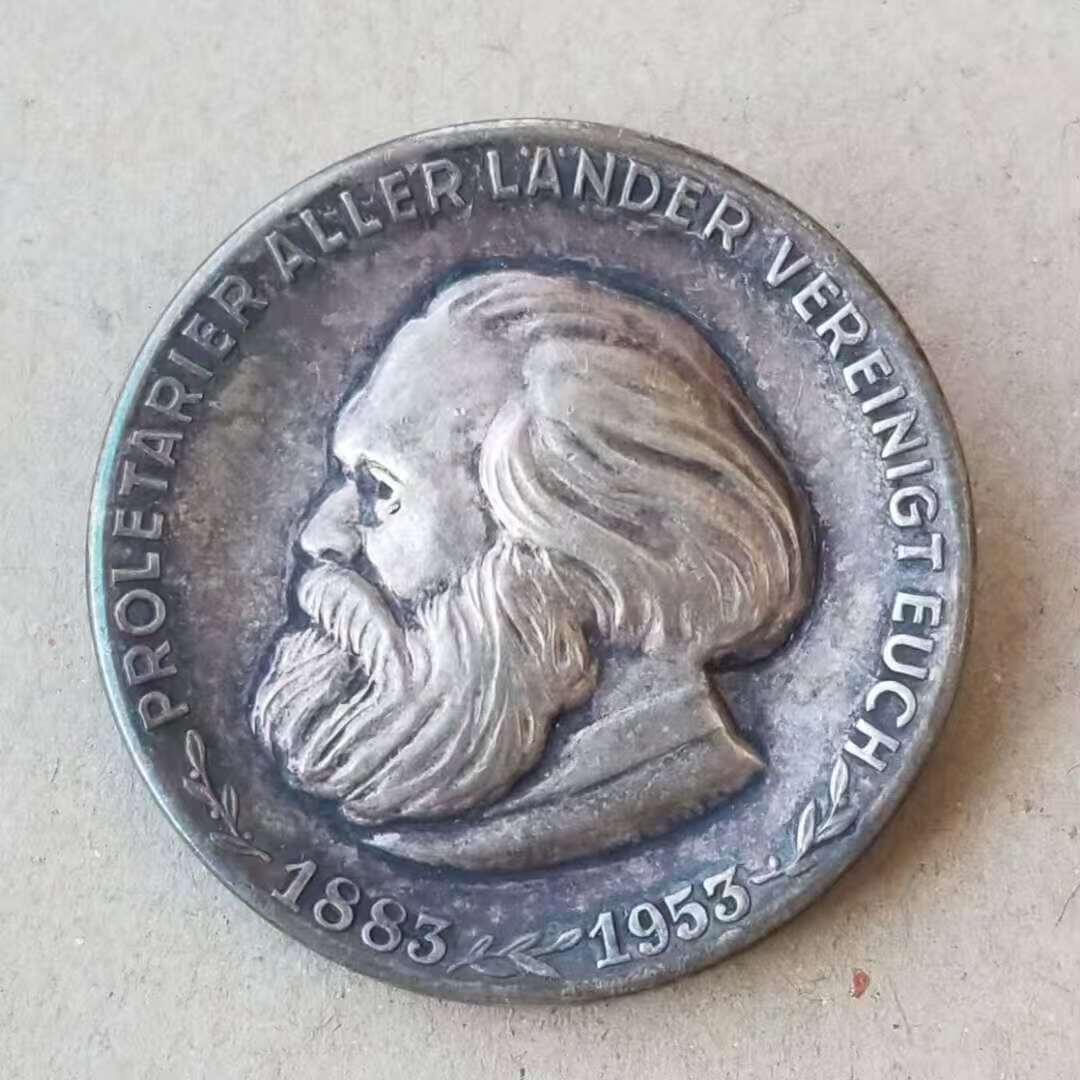 PROLETARIER ALLER LÄNDER VEREINIGT EUCH
1883 1953